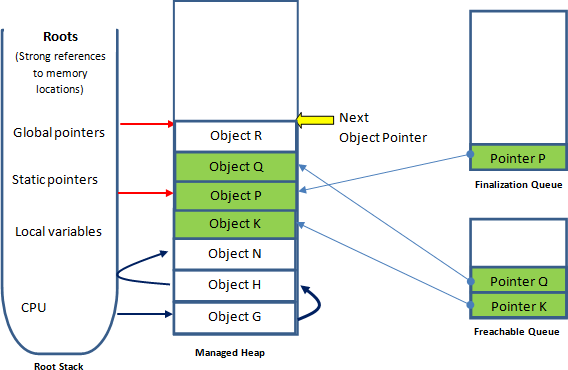 Roots
(Strong references
to memory
locations)
Global pointers
Static pointers
Local variables
CPU
Root Stack
Object R
Object Q
Object P
Object K
Object N
Object H
Object G
Managed Heap
Next
Object Pointer
Pointer P
Finalization Queue
Pointer Q
Pointer K
Freachable Queue